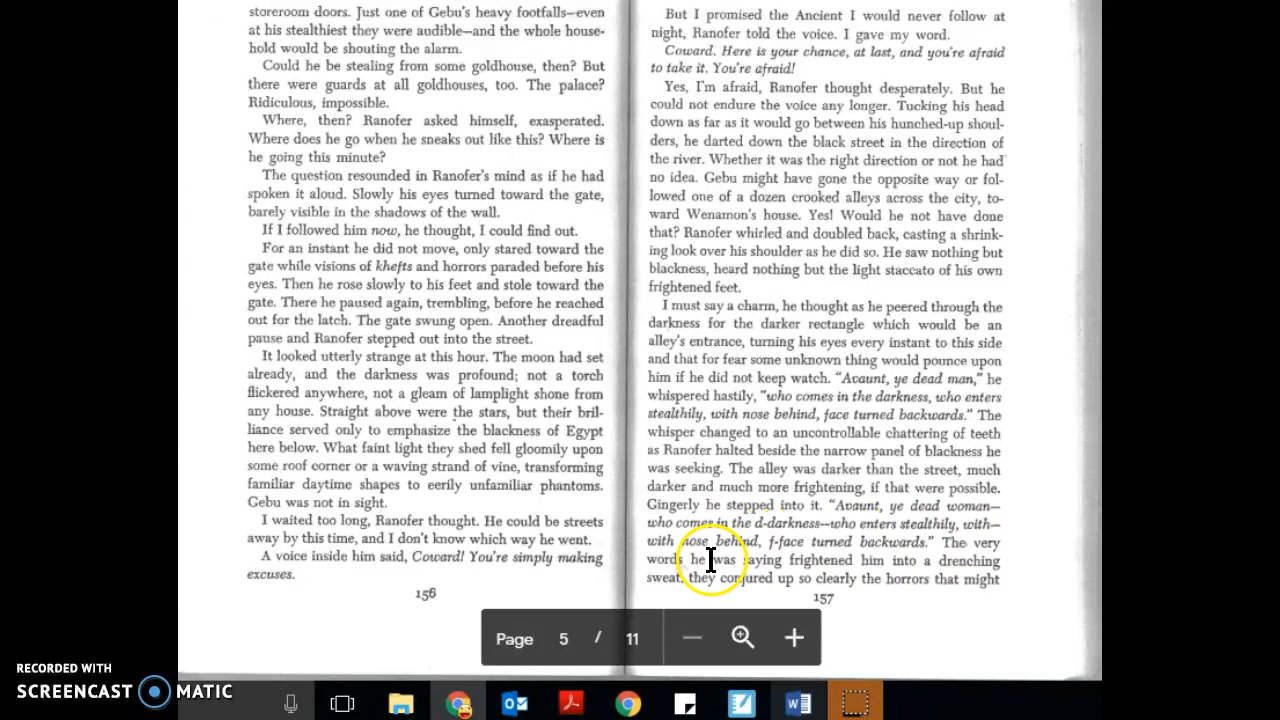 storeroom doors. Just one of Gebu's heavy footfalls—even
at his stealthiest they were audible—and the whole house-
hold would be shouting the alarm.
Could he be stealing from some goldhouse, then? But
there were guards at all goldhouses, too. The palace?
Ridiculous, impossible.
Where, then? Ranofer asked himself, exasperated.
Where does he go when he sneaks out like this? Where is
he going this minute?
The question resounded in Ranofer's mind as if he had
spoken it aloud. Slowly his eyes turned toward the gate,
barely visible in the shadows of the wall.
If I followed him now, he thought, I could find out.
For an instant he did not move, only stared toward the
gate while visions of khefts and horrors paraded before his
eyes. Then he rose slowly to his feet and stole toward the
gate. There he paused again, trembling, before he reached
out for the latch. The gate swung open. Another dreadful
pause and Ranofer stepped out into the street.
It looked utterly strange at this hour. The moon had set
already, and the darkness was profound; not a torch
flickered anywhere, not a gleam of lamplight shone from
any house. Straight above were the stars, but their bril-
liance served only to emphasize the blackness of Egypt
here below. What faint light they shed fell gloomily upon
some roof corner or a waving strand of vine, transforming
familiar daytime shapes to eerily unfamiliar phantoms.
Gebu was not in sight.
I waited too long, Ranofer thought. He could be streets
away by this time, and I don't know which way he went.
A voice inside him said, Coward! You're simply making
excuses.
156
But I promised the Ancient I would never follow at
night, Ranofer told the voice. I gave my word.
Coward. Here is your chance, at last, and you're afraid
to take it. You're afraid!
Yes, I'm afraid, Ranofer thought desperately. But he
could not endure the voice any longer. Tucking his head
down as far as it would go between his hunched-up shoul-
ders, he darted down the black street in the direction of
the river. Whether it was the right direction or not he had
no idea. Gebu might have gone the opposite way or fol-
lowed one of a dozen crooked alleys across the city, to-
ward Wenamon's house. Yes! Would he not have done
that? Ranofer whirled and doubled back, casting a shrink-
ing look over his shoulder as he did so. He saw nothing but
blackness, heard nothing but the light staccato of his own
frightened feet.
I must say a charm, he thought as he peered through the
darkness for the darker rectangle which would be an
alley's entrance, turning his eyes every instant to this side
and that for fear some unknown thing would pounce upon
him if he did not keep watch. "Avaunt, ye dead man," he
whispered hastily, "who comes in the darkness, who enters
stealthily, with nose behind, face turned backwards." The
whisper changed to an uncontrollable chattering of teeth
as Ranofer halted beside the narrow panel of blackness he
was seeking. The alley was darker than the street, much
darker and much more frightening, if that were possible.
Gingerly he stepped into it. "Avaunt, ye dead woman—
who comes in the d-darkness—who enters stealthily, with—
with nose behind, f-face turned backwards." The very
words he was saying frightened him into a drenching
sweat, they conjured up so clearly the horrors that might
157
Page 5 / 11
RECORDED WITH
SCREENCAST MATIC